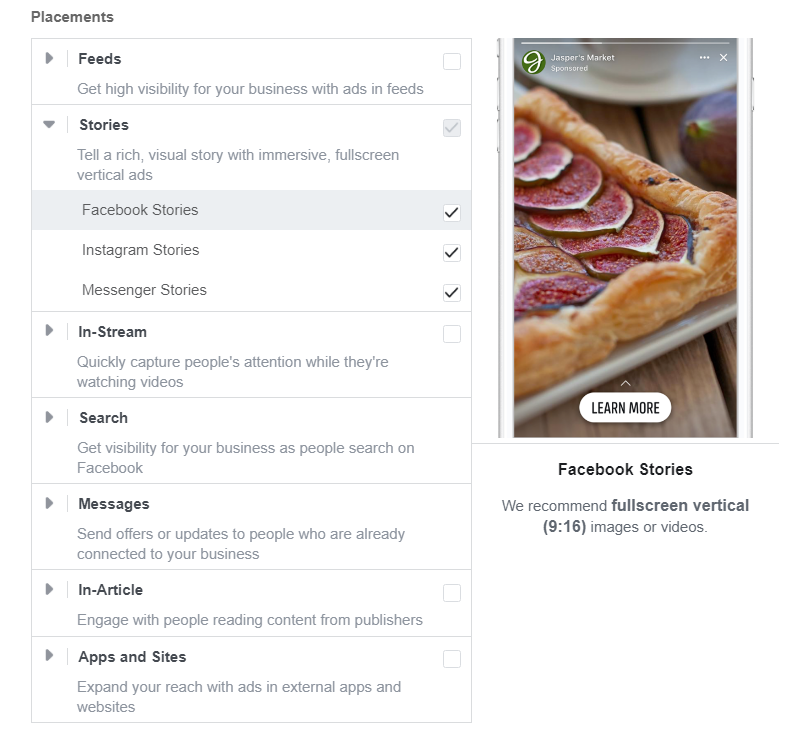 Placements
Feeds
Get high visibility for your business with ads in feeds
Stories
Tell a rich, visual story with immersive, fullscreen
vertical ads
Facebook Stories
Instagram Stories
Messenger Stories
In-Stream
Quickly capture people's attention while they're
watching videos
Search
Get visibility for your business as people search on
Facebook
Messages
Send offers or updates to people who are already
connected to your business
In-Article
Engage with people reading content from publishers
Apps and Sites
Expand your reach with ads in external apps and
websites
Jasper's Market
Sponsored
LEARN MORE
Facebook Stories
We recommend fullscreen vertical
(9:16) images or videos.